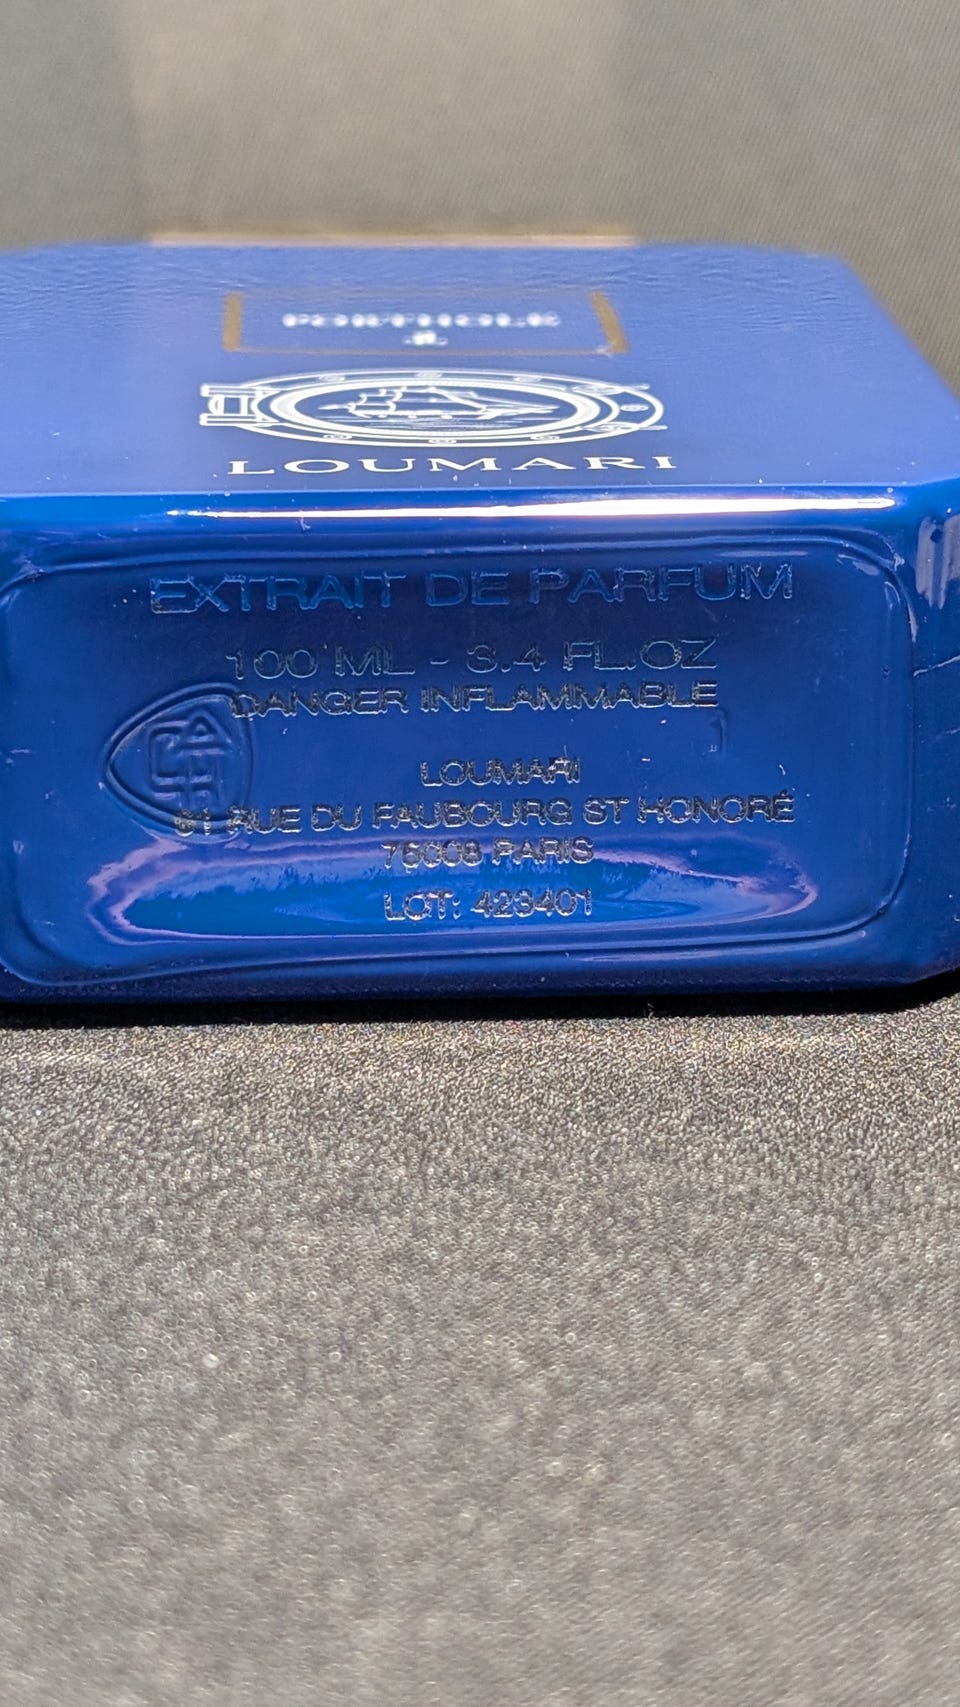 PORTHOLE
LOUMARI
EXTRAIT DE PARFUM
100 ML - 3.4 FL.OZ
DANGER INFLAMMABLE
LOUMARI
RUE DU FAUBOURG ST HONORÉ
75008 PARIS
LOT: 423401